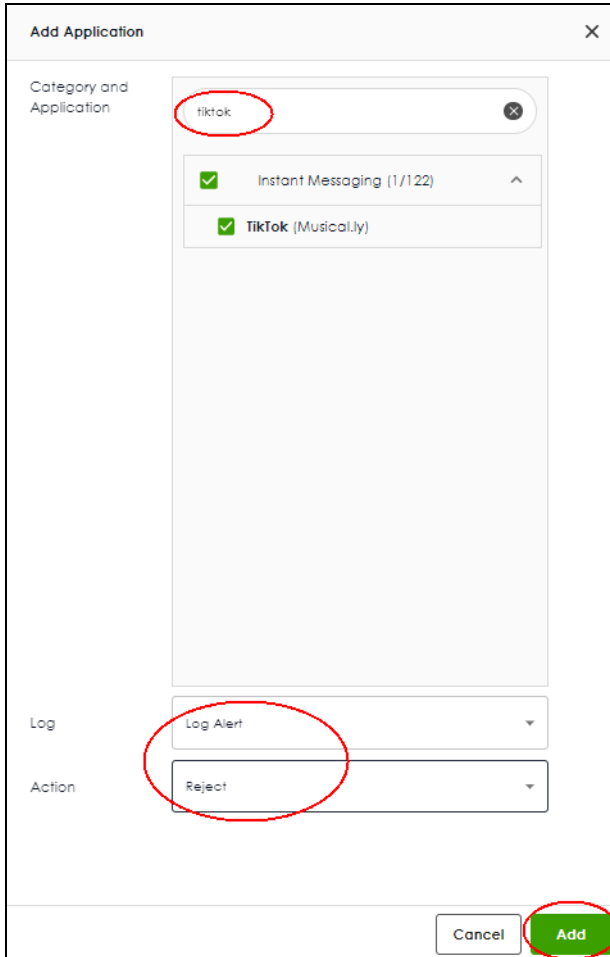 Add Application
Category and
Application
tiktok
Instant Messaging (1/122)
TikTok (Musical.ly)
Log
Log Alert
Action
Reject
Cancel
Add